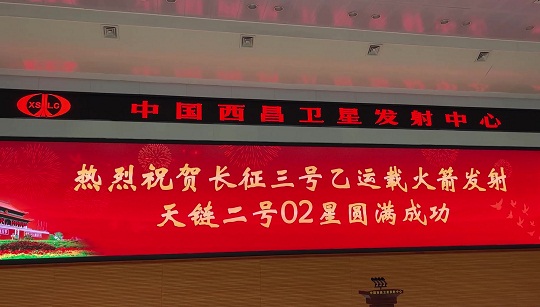 XSLC 中国西昌卫星发射中心
热烈祝贺长征三号乙运载火箭发射
天链二号02星圆满成功